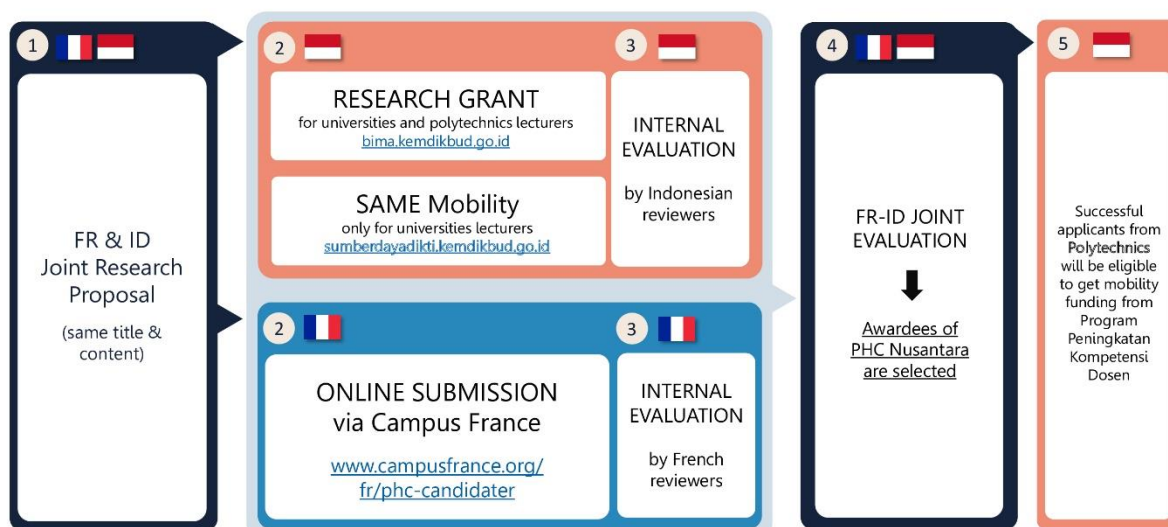 1
FR & ID
Joint Research
Proposal
(same title &
content)
2
RESEARCH GRANT
for universities and polytechnics lecturers
bima.kemdikbud.go.id
SAME Mobility
only for universities lecturers
sumberdayadikti.kemdikbud.go.id
3
INTERNAL
EVALUATION
by Indonesian
reviewers
2
ONLINE SUBMISSION
via Campus France
www.campusfrance.org/
fr/phc-candidater
3
INTERNAL
EVALUATION
by French
reviewers
4
FR-ID JOINT
EVALUATION
Awardees of
PHC Nusantara
are selected
5
Successful
applicants from
Polytechnics
will be eligible
to get mobility
funding from
Program
Peningkatan
Kompetensi
Dosen